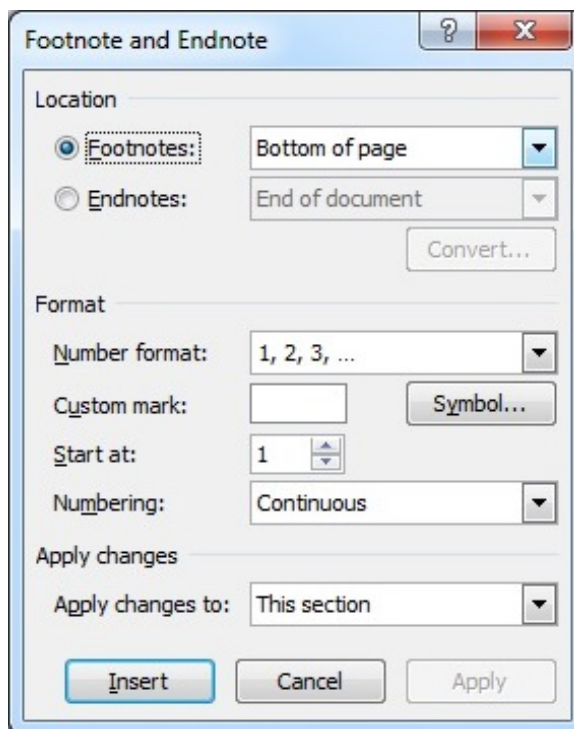 Footnote and Endnote
Location
Footnotes: Bottom of page
Endnotes: End of document
Convert...
Format
Number format: 1, 2, 3, ...
Custom mark: Symbol...
Start at: 1
Numbering: Continuous
Apply changes
Apply changes to: This section
Insert Cancel Apply